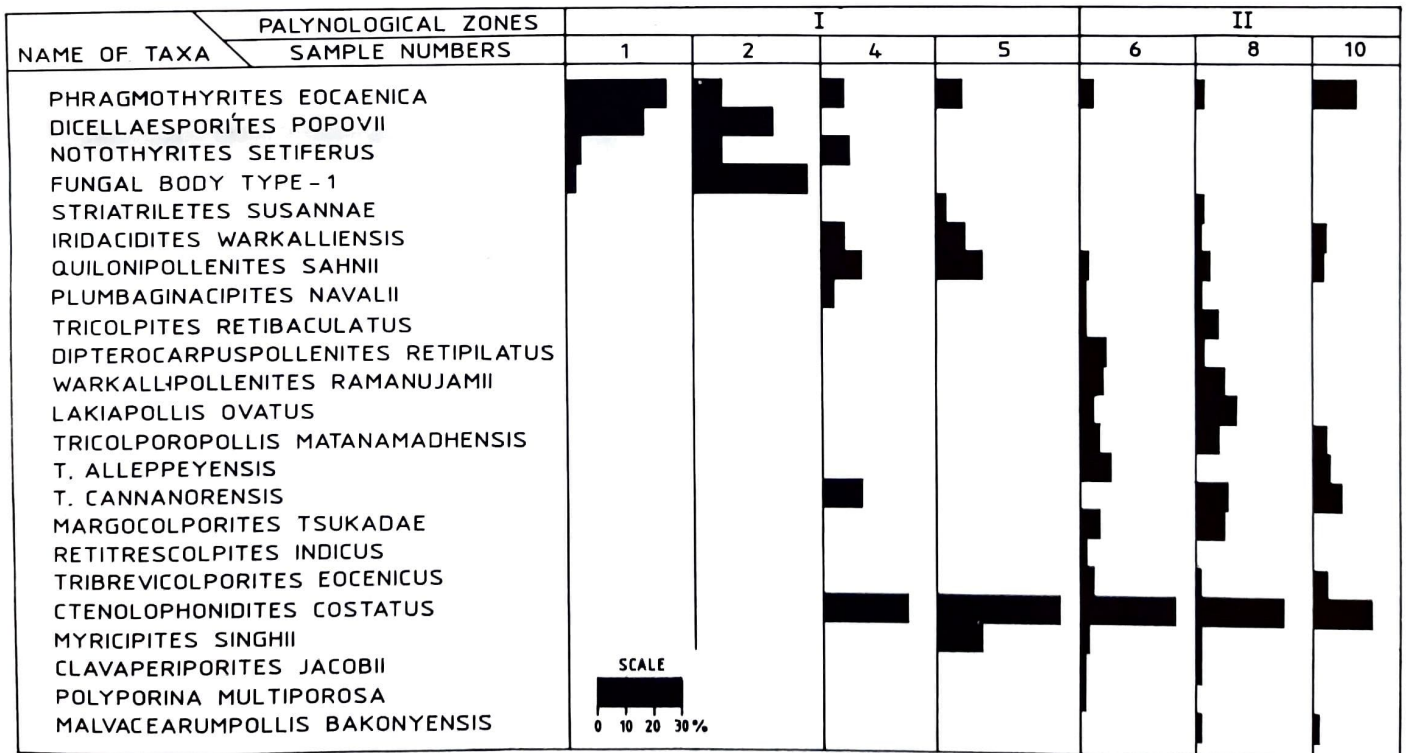 PALYNOLOGICAL ZONES I II
NAME OF TAXA SAMPLE NUMBERS 1 2 4 5 6 8 10
PHRAGMOTHYRITES EOCAENICA
DICELLAESPORITES POPOVII
NOTOTHYRITES SETIFERUS
FUNGAL BODY TYPE-1
STRIATRILETES SUSANNAE
IRIDACIDITES WARKALLIENSIS
QUILONIPOLLENITES SAHNII
PLUMBAGINACIPITES NAVALII
TRICOLPITES RETIBACULATUS
DIPTEROCARPUSPOLLENITES RETIPILATUS
WARKALLIPOLLENITES RAMANUJAMII
LAKIAPOLLIS OVATUS
TRICOLPOROPOLLIS MATANAMADHENSIS
T. ALLEPPEYENSIS
T. CANNANORENSIS
MARGOCOLPORITES TSUKADAE
RETITRESCOLPITES INDICUS
TRIBREVICOLPORITES EOCENICUS
CTENOLOPHONIDITES COSTATUS
MYRICIPITES SINGHII
CLAVAPERIPORITES JACOBII
POLYPORINA MULTIPOROSA
MALVACEARUMPOLLIS BAKONYENSIS
SCALE
0 10 20 30%